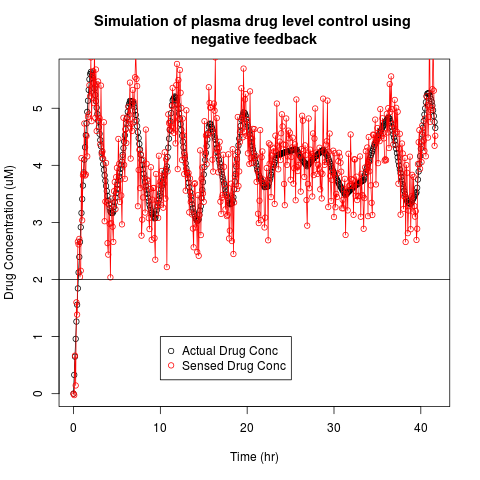 Simulation of plasma drug level control using
negative feedback
Drug Concentration (uM)
5
4
3
2
1
0
Actual Drug Conc
Sensed Drug Conc
0 10 20 30 40
Time (hr)